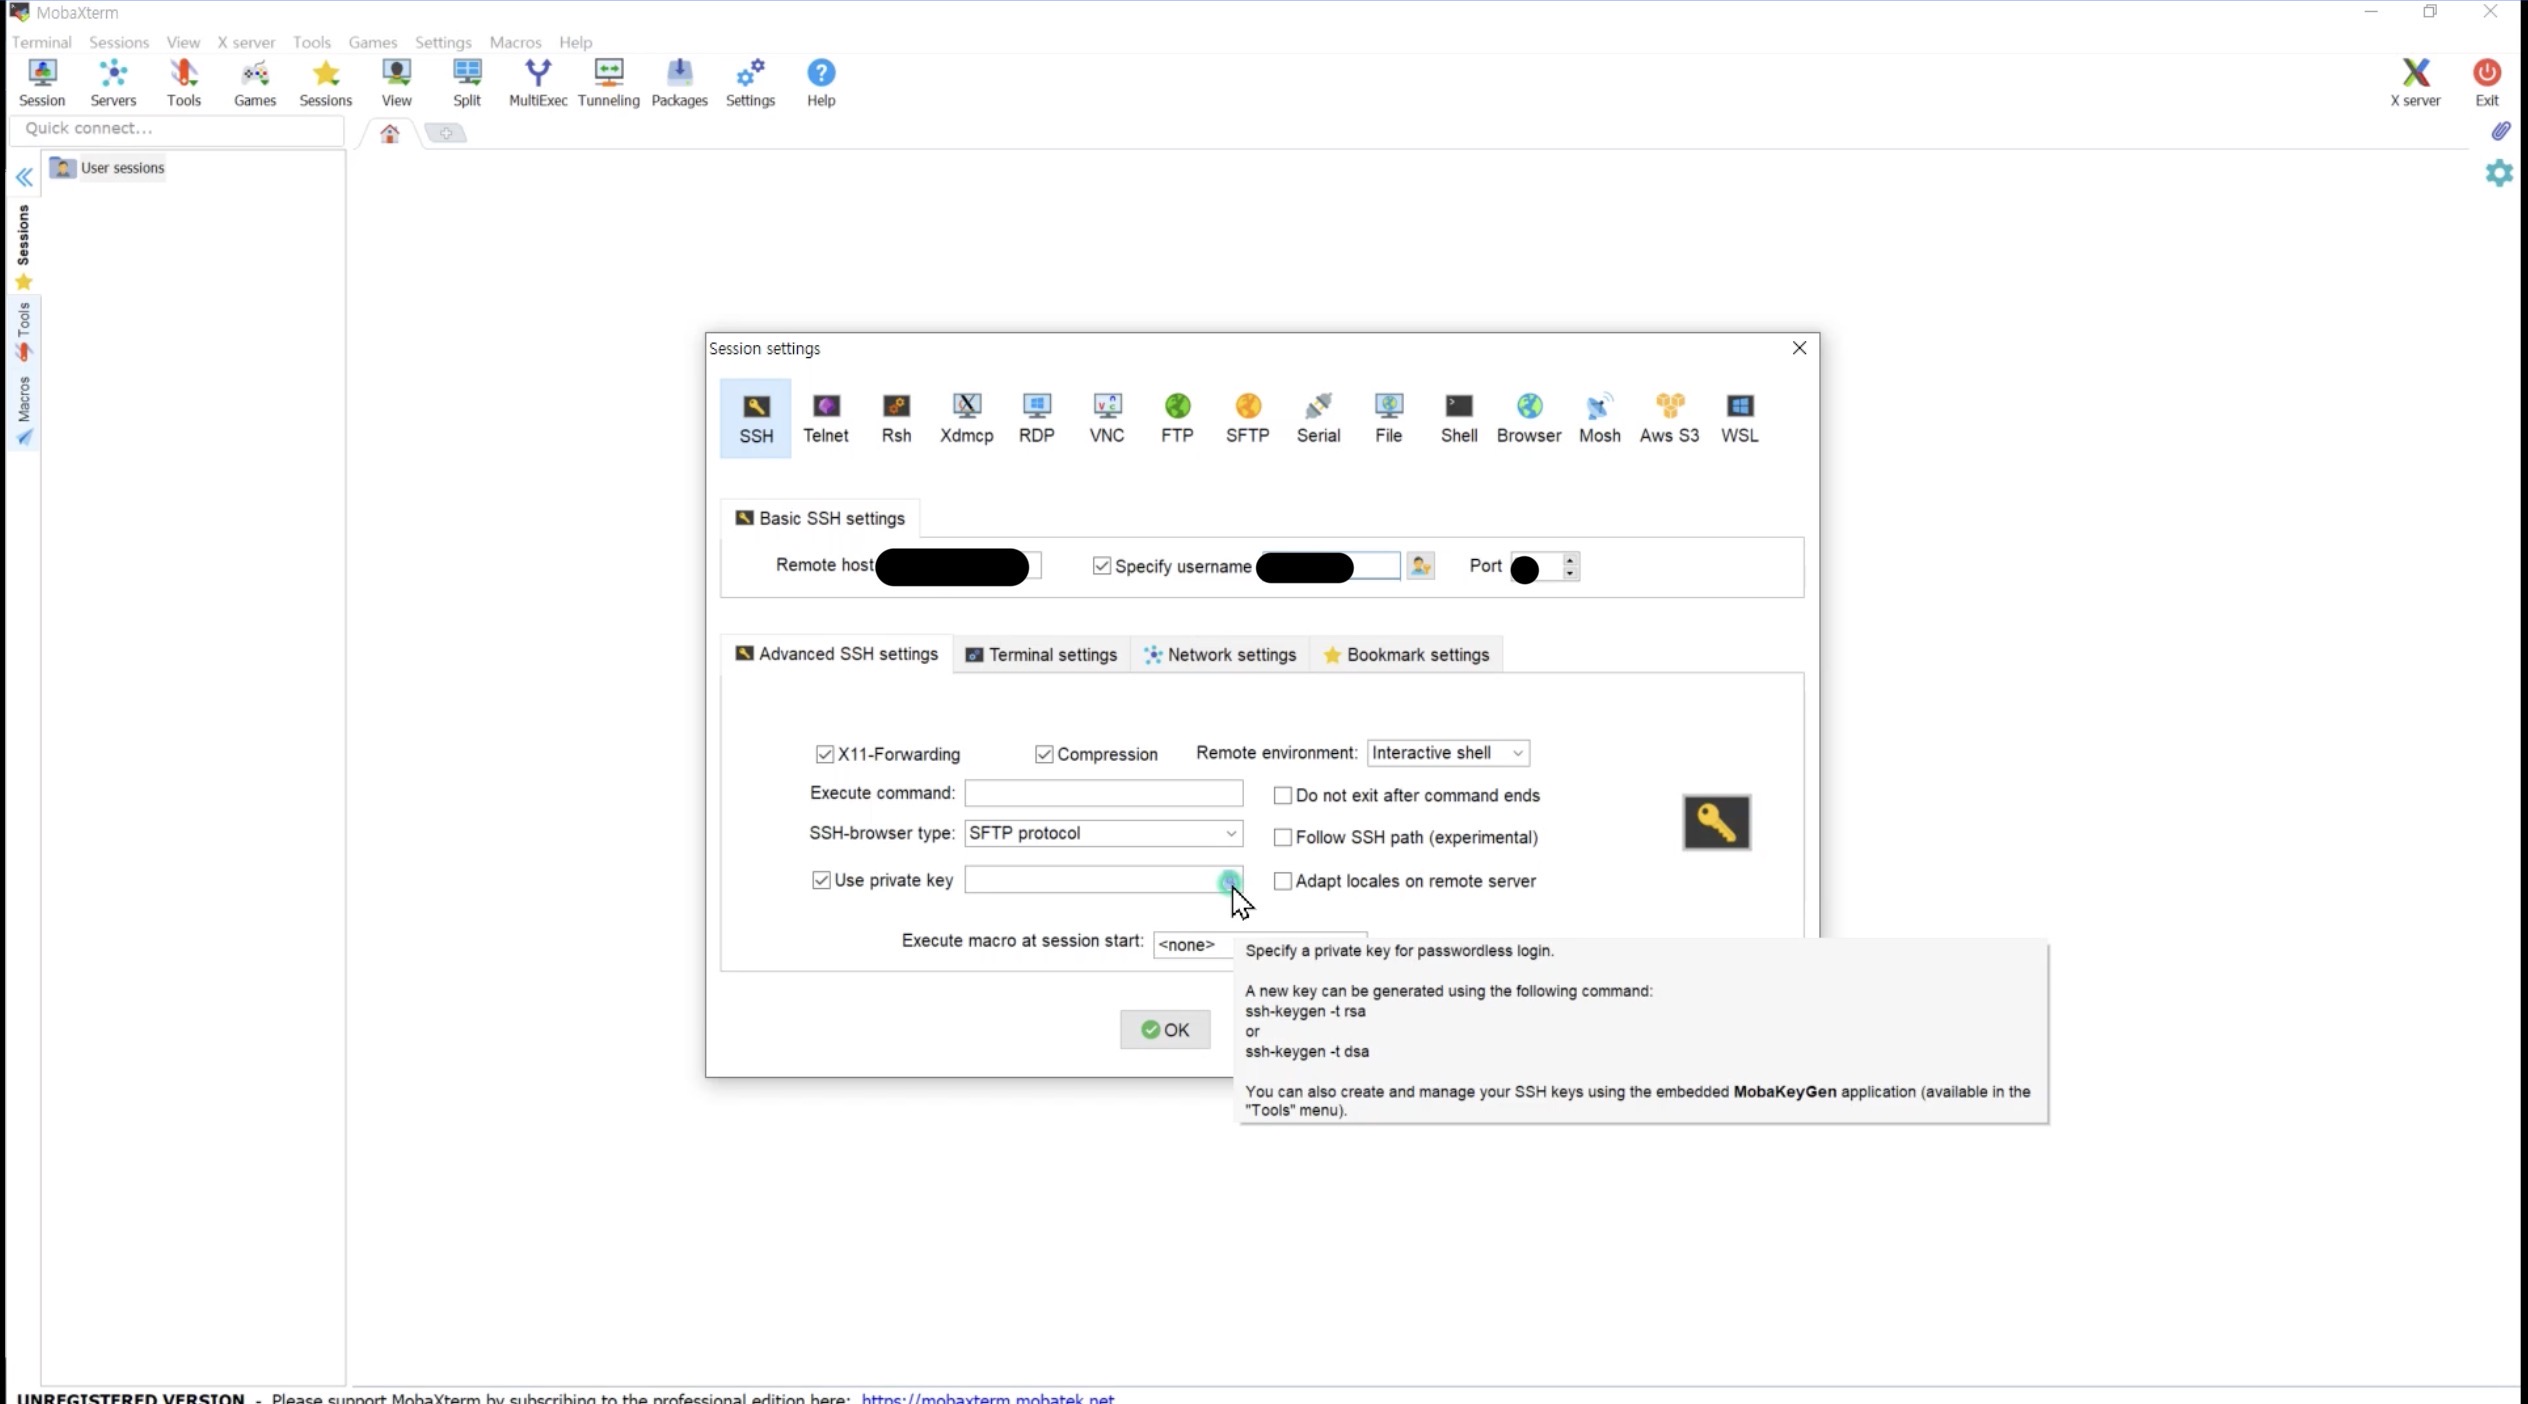 MobaXterm
Terminal Sessions View X server Tools Games Settings Macros Help
Session Servers Tools Games Sessions View Split MultiExec Tunneling Packages Settings Help X server Exit
Quick connect...
User sessions
Sessions
Tools
Macros
Session settings
SSH Telnet Rsh Xdmcp RDP VNC FTP SFTP Serial File Shell Browser Mosh Aws S3 WSL
Basic SSH settings
Remote host Specify username Port
Advanced SSH settings Terminal settings Network settings Bookmark settings
X11-Forwarding Compression Remote environment: Interactive shell
Execute command: Do not exit after command ends
SSH-browser type: SFTP protocol Follow SSH path (experimental)
Use private key Adapt locales on remote server
Execute macro at session start: <none>
Specify a private key for passwordless login.
A new key can be generated using the following command:
ssh-keygen -t rsa
or
ssh-keygen -t dsa
You can also create and manage your SSH keys using the embedded MobaKeyGen application (available in the
"Tools" menu).
OK
UNREGISTERED VERSION - Please support MobaXterm by subscribing to the professional edition here: https://mobaxterm.mobatek.net